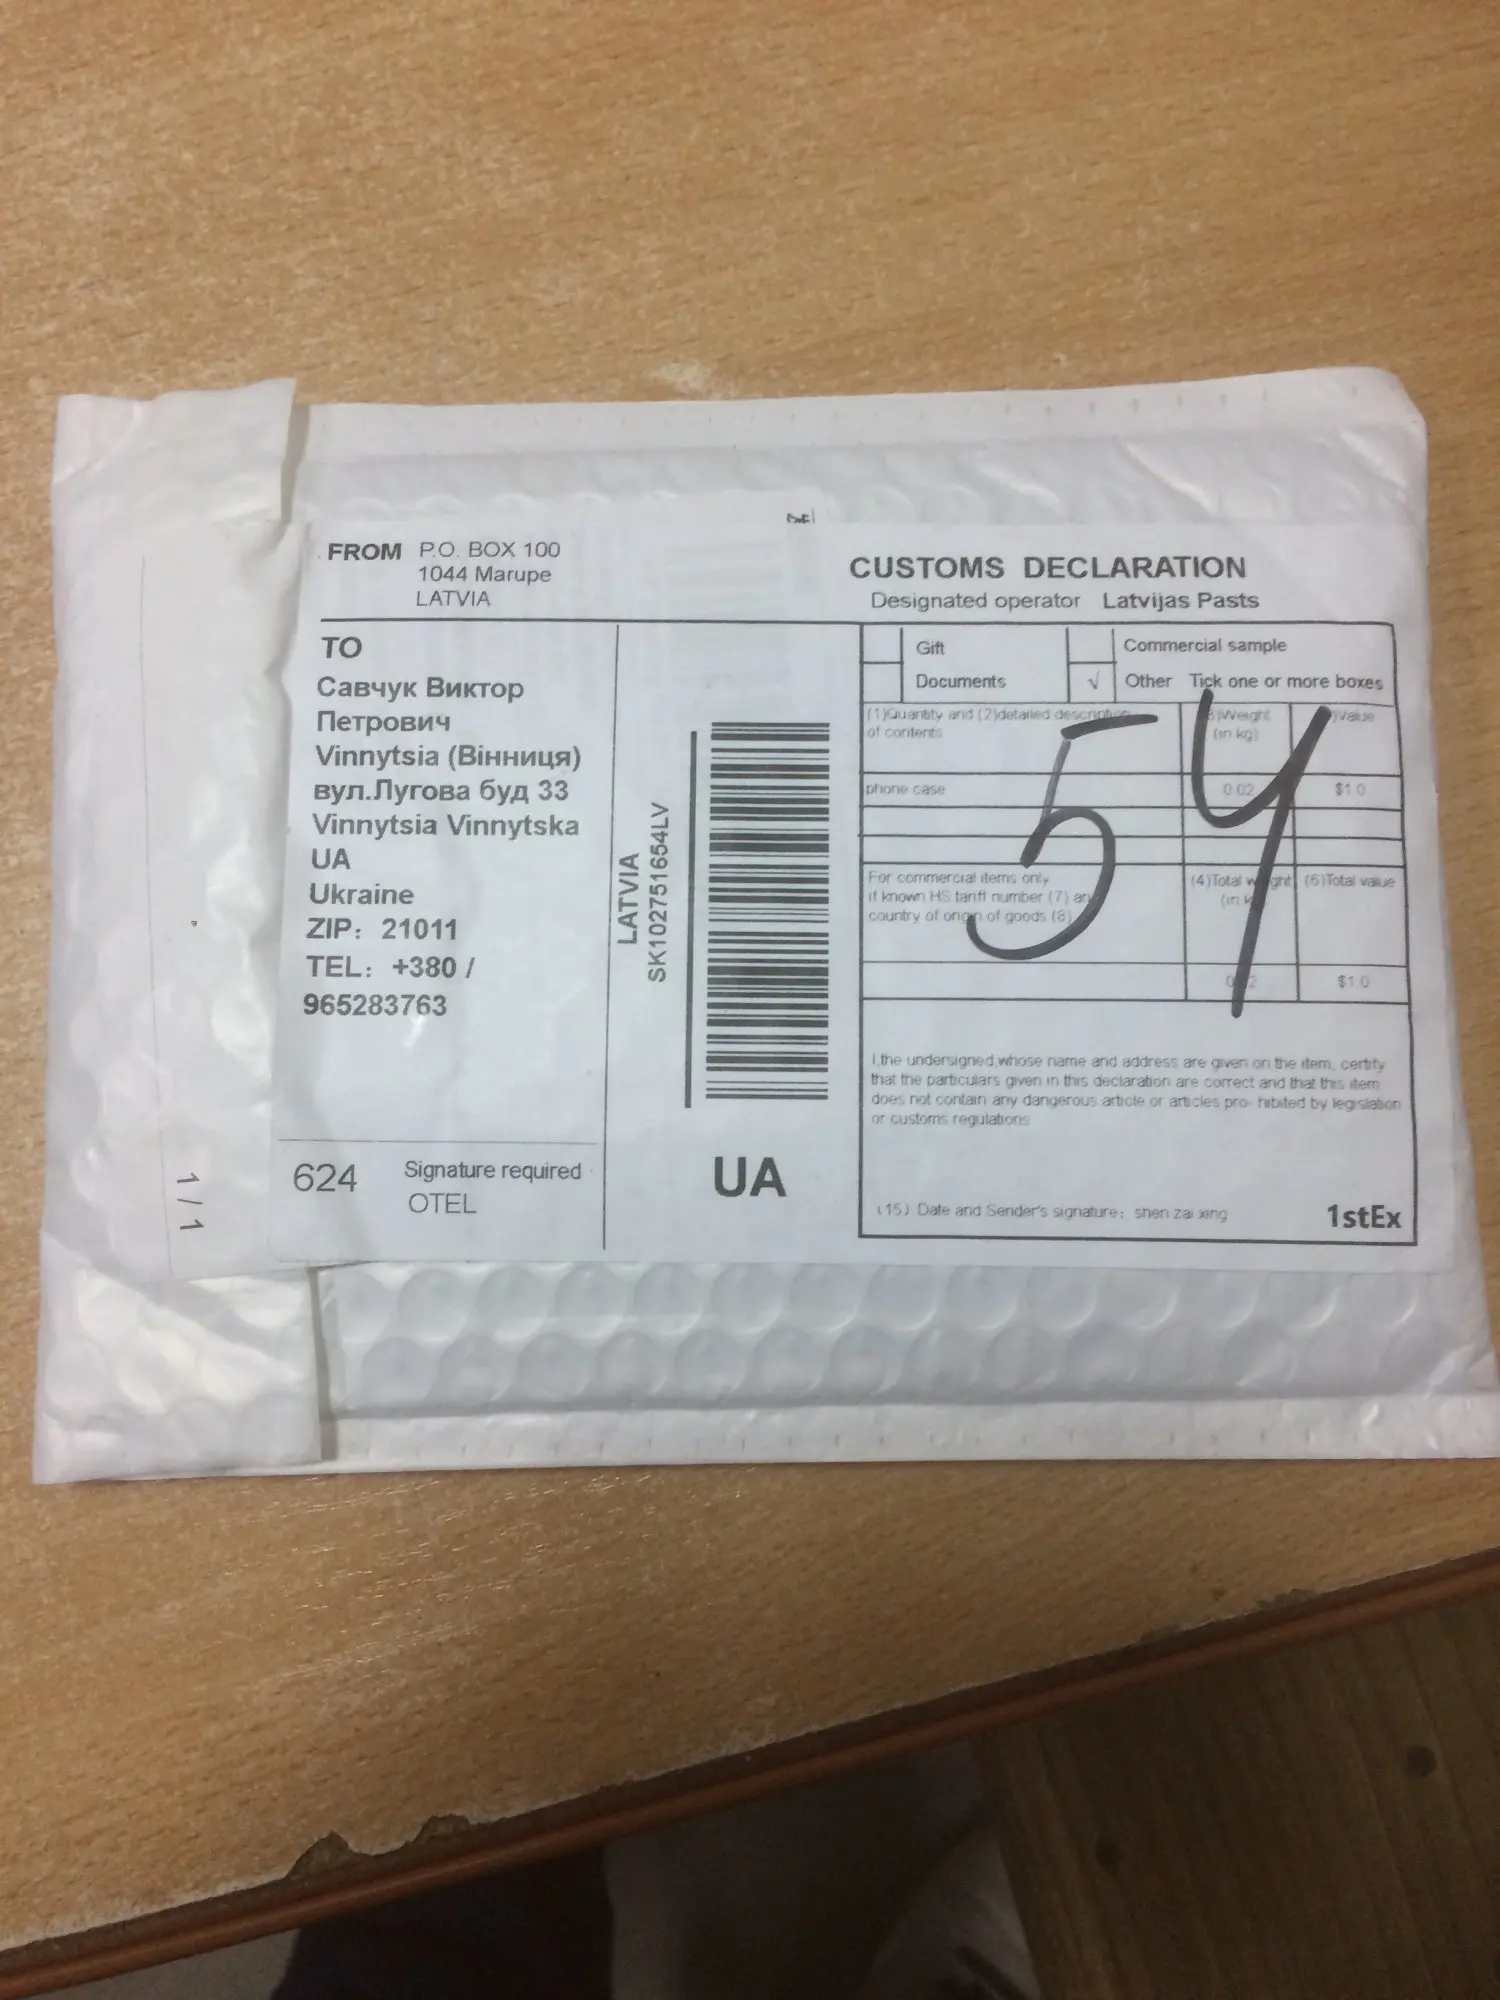 FROM P.O. BOX 100
1044 Marupe
LATVIA
TO
Савчук Виктор
Петрович
Vinnytsia (Вінниця)
вул.Лугова буд 33
Vinnytsia Vinnytska
UA
Ukraine
ZIP: 21011
TEL: +380 /
965283763
624
Signature required
OTEL
1 / 1
LATVIA
SK102751654LV
UA
CUSTOMS DECLARATION
Designated operator Latvijas Pasts
Gift
Commercial sample
Documents
√ Other Tick one or more boxes
(1)Quantity and (2)detailed description
of contents
(3)Weight
(in kg)
Value
phone case
0.02
$1.0
54
For commercial items only
if known HS tariff number (7) and
country of origin of goods (8)
(4)Total weight
(in kg)
(6)Total value
0.02
$1.0
I,the undersigned,whose name and address are given on the item, certify
that the particulars given in this declaration are correct and that this item
does not contain any dangerous article or articles pro- hibited by legislation
or customs regulations
(15) Date and Sender's signature: shen zai xing
1stEx